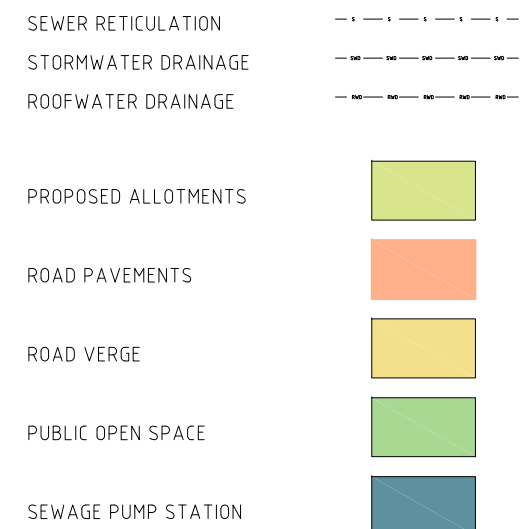 SEWER RETICULATION — S — S — S — S — S —
STORMWATER DRAINAGE — SWD — SWD — SWD — SWD — SWD —
ROOFWATER DRAINAGE — RWD — RWD — RWD — RWD — RWD —
PROPOSED ALLOTMENTS
ROAD PAVEMENTS
ROAD VERGE
PUBLIC OPEN SPACE
SEWAGE PUMP STATION